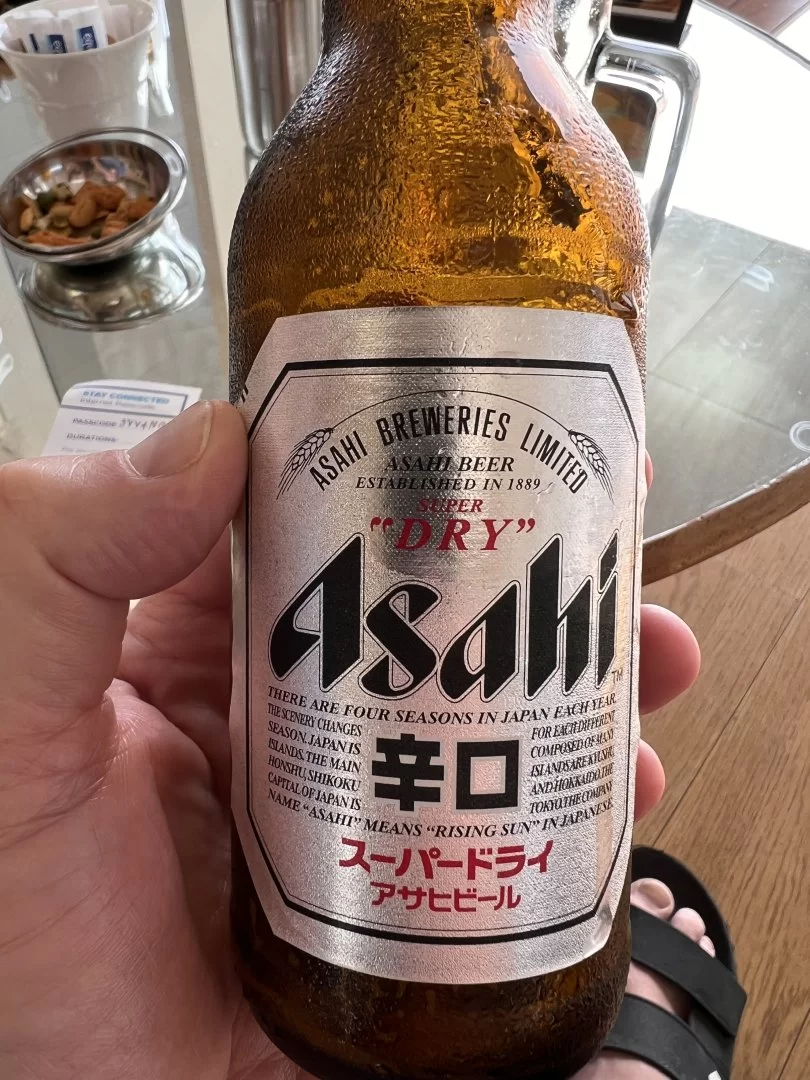 STAY CONNECTED
PASSCODE
DURATION:
ASAHI BREWERIES LIMITED
ASAHI BEER
ESTABLISHED IN 1889
SUPER
"DRY"
Asahi
TM
THERE ARE FOUR SEASONS IN JAPAN EACH YEAR.
THE SCENERY CHANGES FOR EACH DIFFERENT
SEASON. JAPAN IS COMPOSED OF MANY
ISLANDS. THE MAIN ISLANDS ARE KYUSHU,
HONSHU, SHIKOKU AND HOKKAIDO. THE
CAPITAL OF JAPAN IS TOKYO. THE COMPANY
NAME "ASAHI" MEANS "RISING SUN" IN JAPANESE.
辛口
スーパードライ
アサヒビール